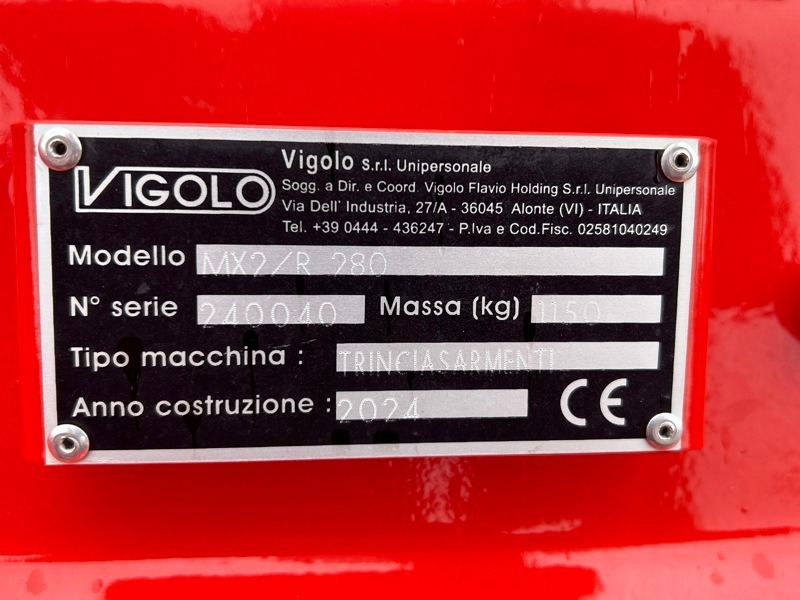 VIGOLO
Vigolo S.r.l. Unipersonale
Sogg. a Dir. e Coord. Vigolo Flavio Holding S.r.l. Unipersonale
Via Dell' Industria, 27/A - 36045 Alonte (VI) - ITALIA
Tel. +39 0444 - 436247 - P.Iva e Cod.Fisc. 02581040249
Modello MX2/R 280
N° serie 240040 Massa (kg) 1150
Tipo macchina : TRINCIASARMENTI
Anno costruzione : 2024 CE